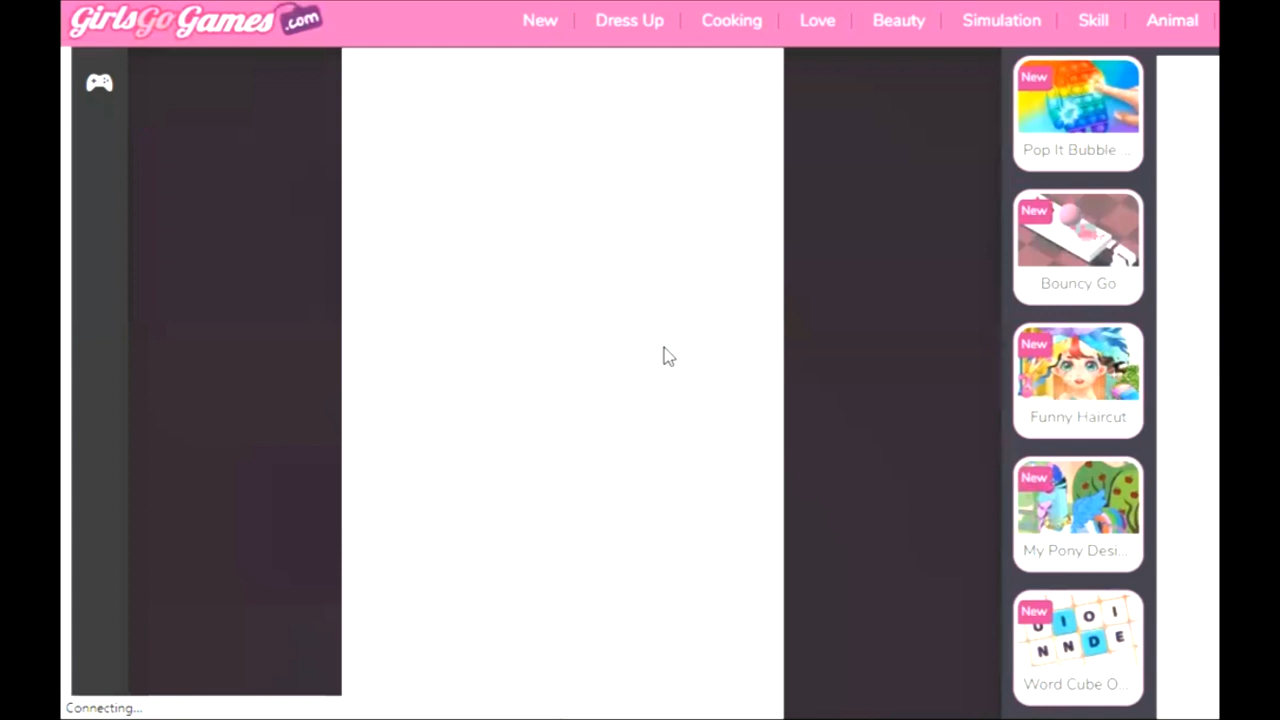 GirlsGoGames.com
New
Dress Up
Cooking
Love
Beauty
Simulation
Skill
Animal
New
Pop It Bubble ...
New
Bouncy Go
New
Funny Haircut
New
My Pony Desi...
New
U I O I
N N D E
Word Cube O...
Connecting...